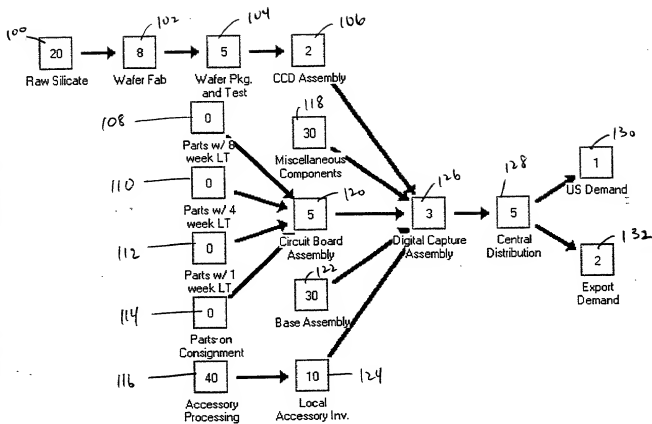 100
102
104
106
20
8
5
2
Raw Silicate
Wafer Fab
Wafer Pkg.
and Test
CCD Assembly
108
0
Parts w/ 8
week LT
118
30
Miscellaneous
Components
110
0
Parts w/ 4
week LT
120
5
Circuit Board
Assembly
126
3
Digital Capture
Assembly
128
5
Central
Distribution
130
1
US Demand
132
2
Export
Demand
112
0
Parts w/ 1
week LT
122
30
Base Assembly
114
0
Parts on
Consignment
116
40
Accessory
Processing
10
124
Local
Accessory Inv.